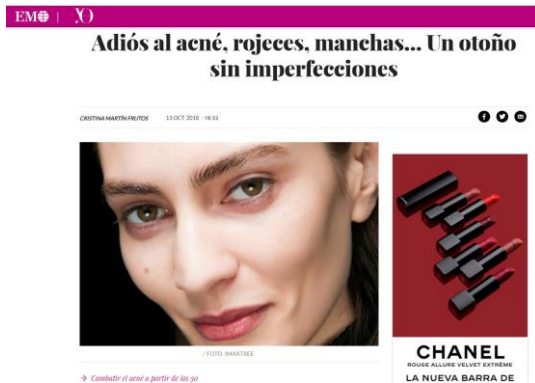 EM | YO
Adiós al acné, rojeces, manchas... Un otoño
sin imperfecciones
CRISTINA MARTÍN FRUTOS 13 OCT. 2016 | 18:33
/ FOTO: IMAXTREE
→ Combatir el acné a partir de los 30
CHANEL
ROUGE ALLURE VELVET EXTRÊME
LA NUEVA BARRA DE